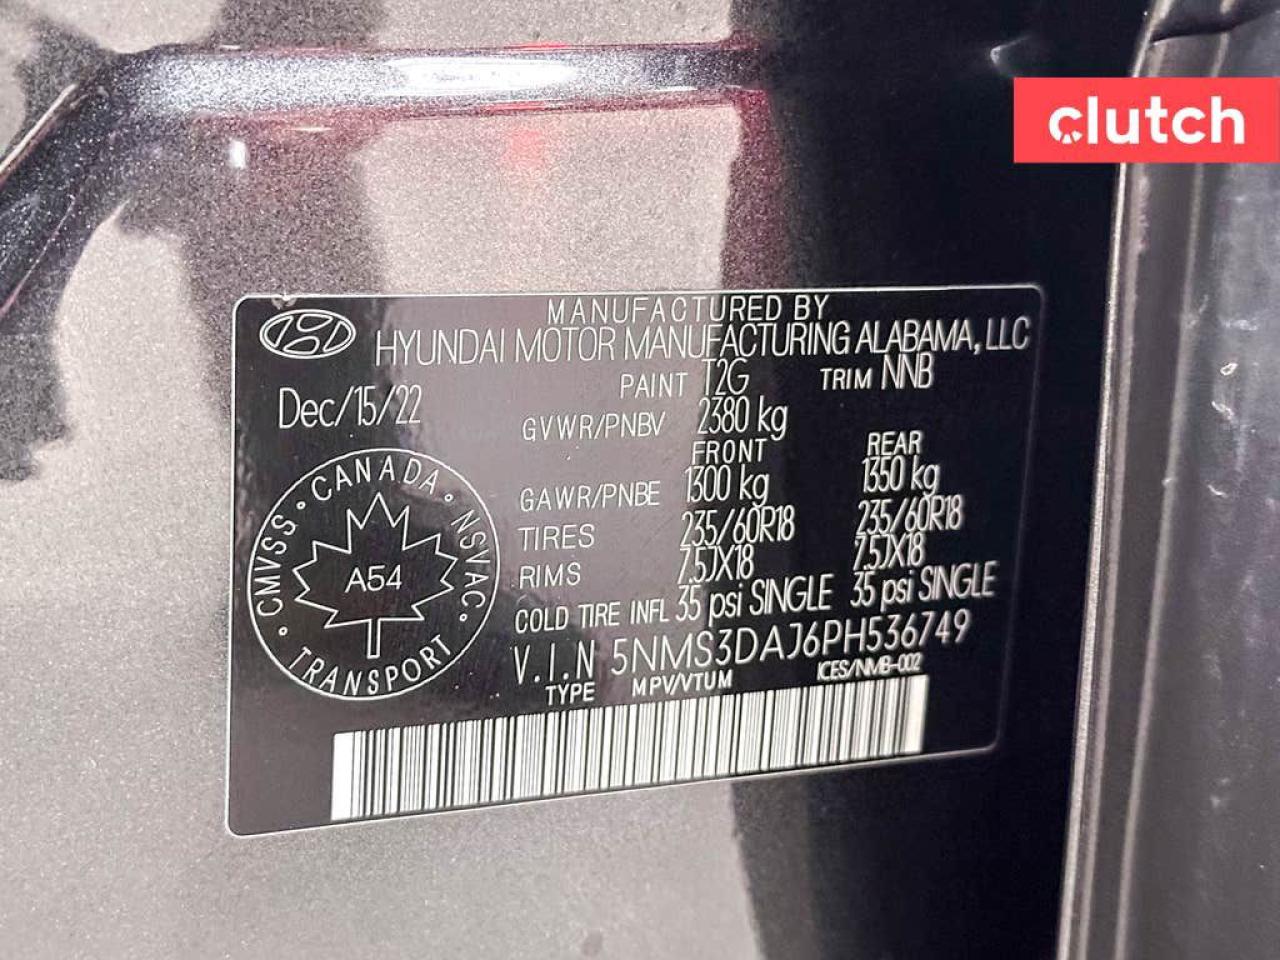 clutch
MANUFACTURED BY
HYUNDAI MOTOR MANUFACTURING ALABAMA, LLC
PAINT T2G TRIM NNB
Dec/15/22
GVWR/PNBV 2380 kg
FRONT REAR
GAWR/PNBE 1300 kg 1350 kg
TIRES 235/60R18 235/60R18
RIMS 7.5JX18 7.5JX18
COLD TIRE INFL 35 psi SINGLE 35 psi SINGLE
V.I.N 5NMS3DAJ6PH536749
TYPE MPV/VTUM ICES/NMB-002
CMVSS · CANADA · NSVAC
TRANSPORT
A54